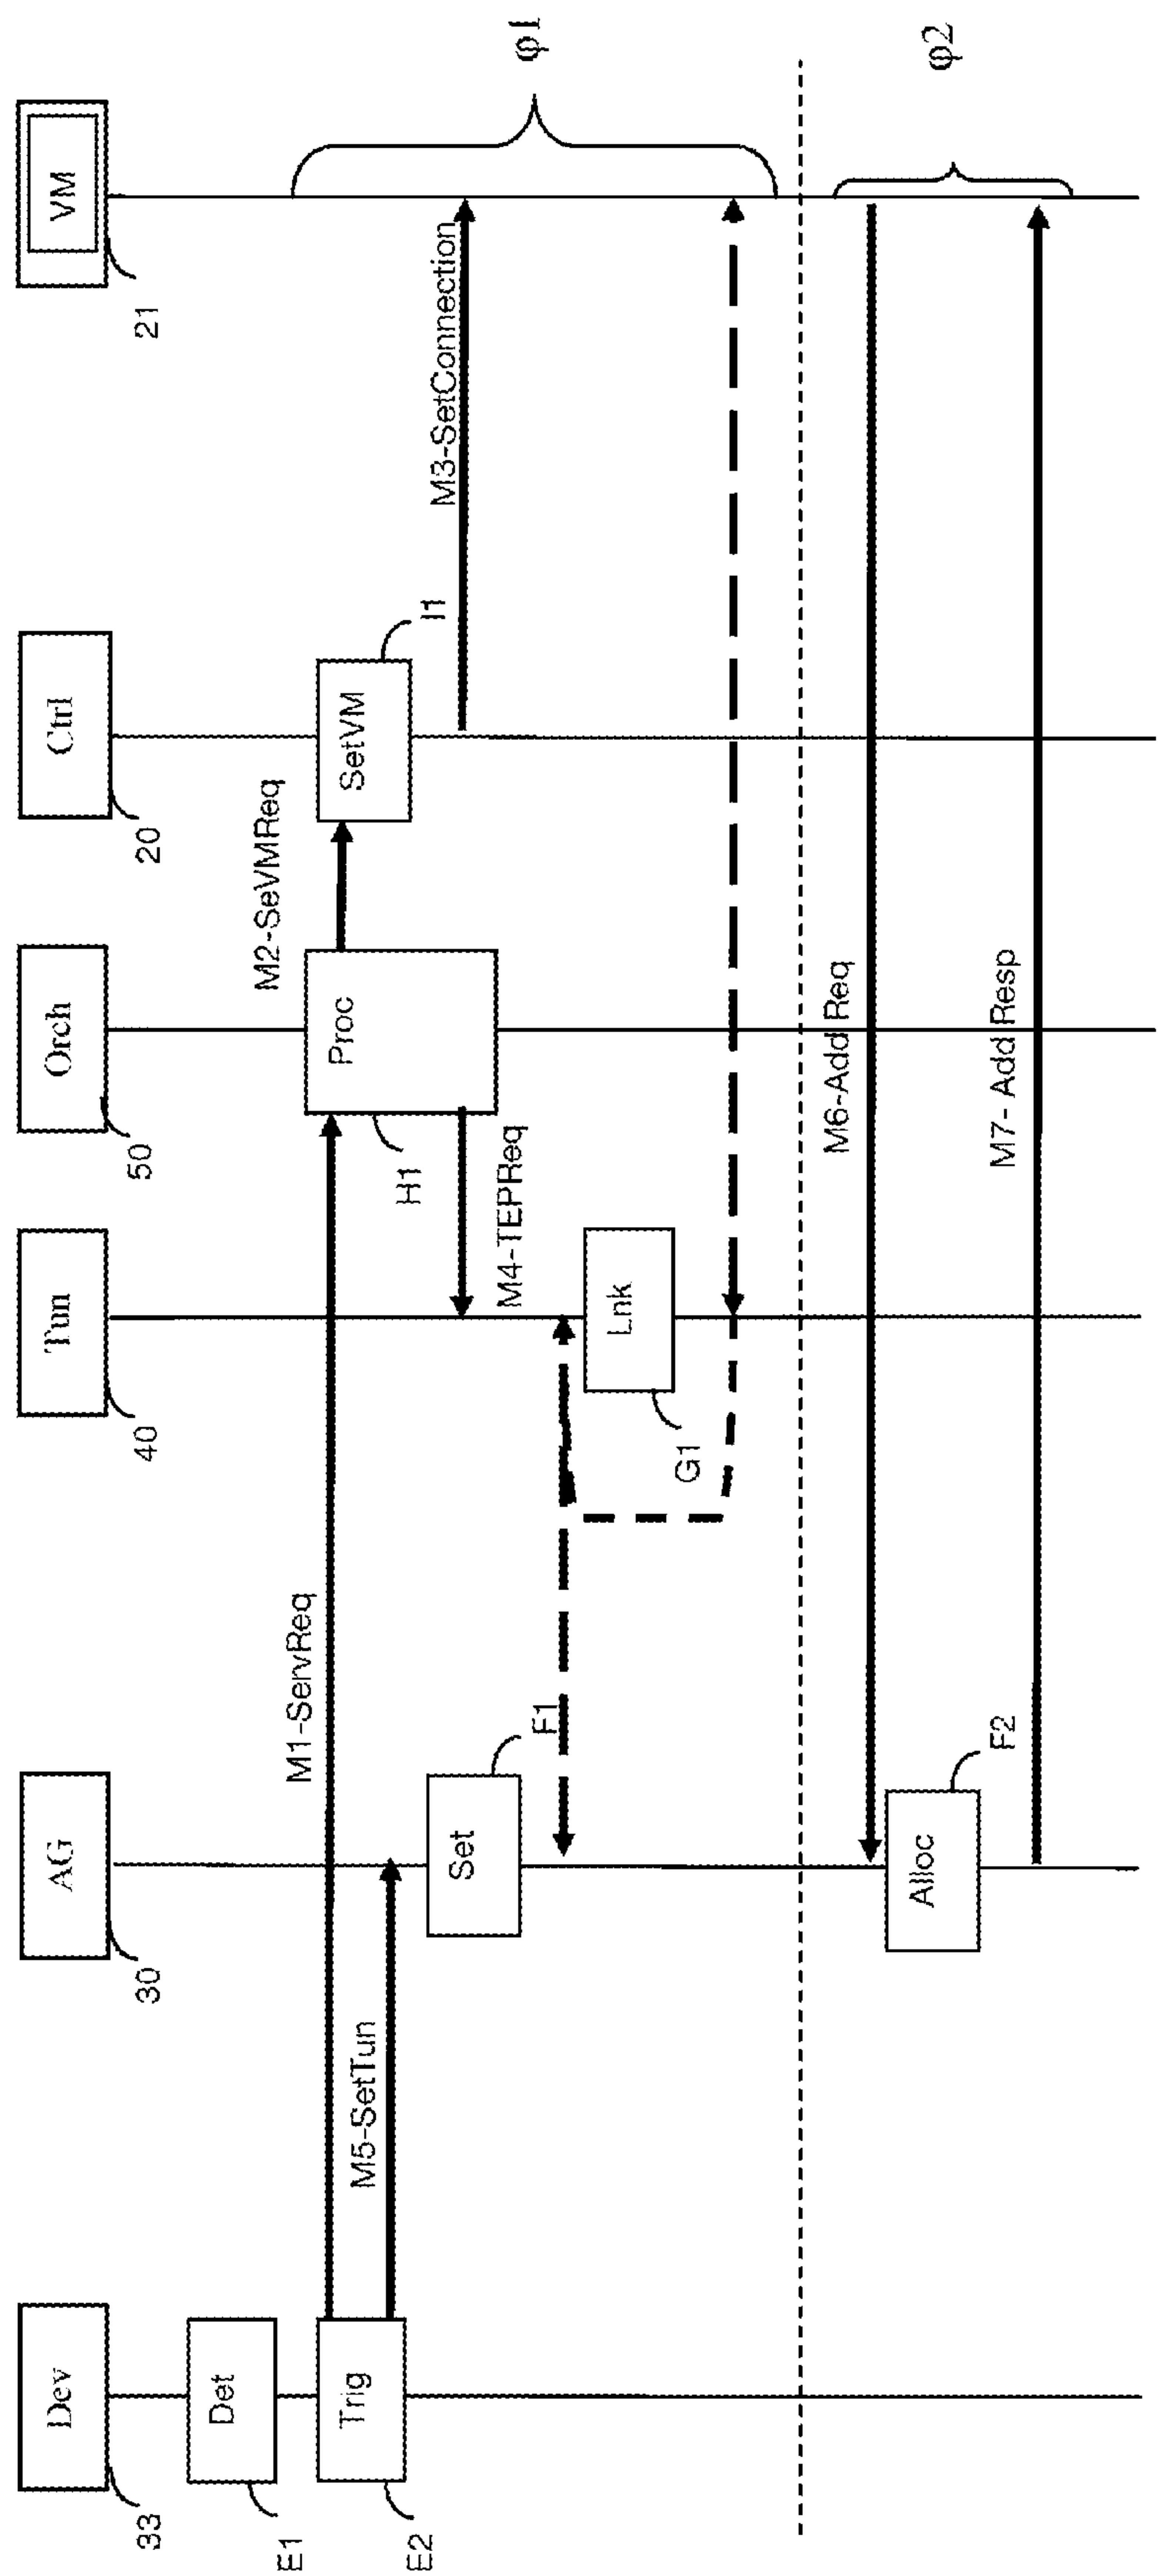 Dev
AG
Tun
Orch
Ctrl
VM
33
30
40
50
20
21
Det
E1
M1-ServReq
M2-SeVMReq
Trig
E2
Proc
H1
SetVM
I1
M5-SetTun
M3-SetConnection
Set
F1
M4-TEPReq
φ1
Lnk
G1
M6-Add Req
Alloc
F2
φ2
M7- Add Resp